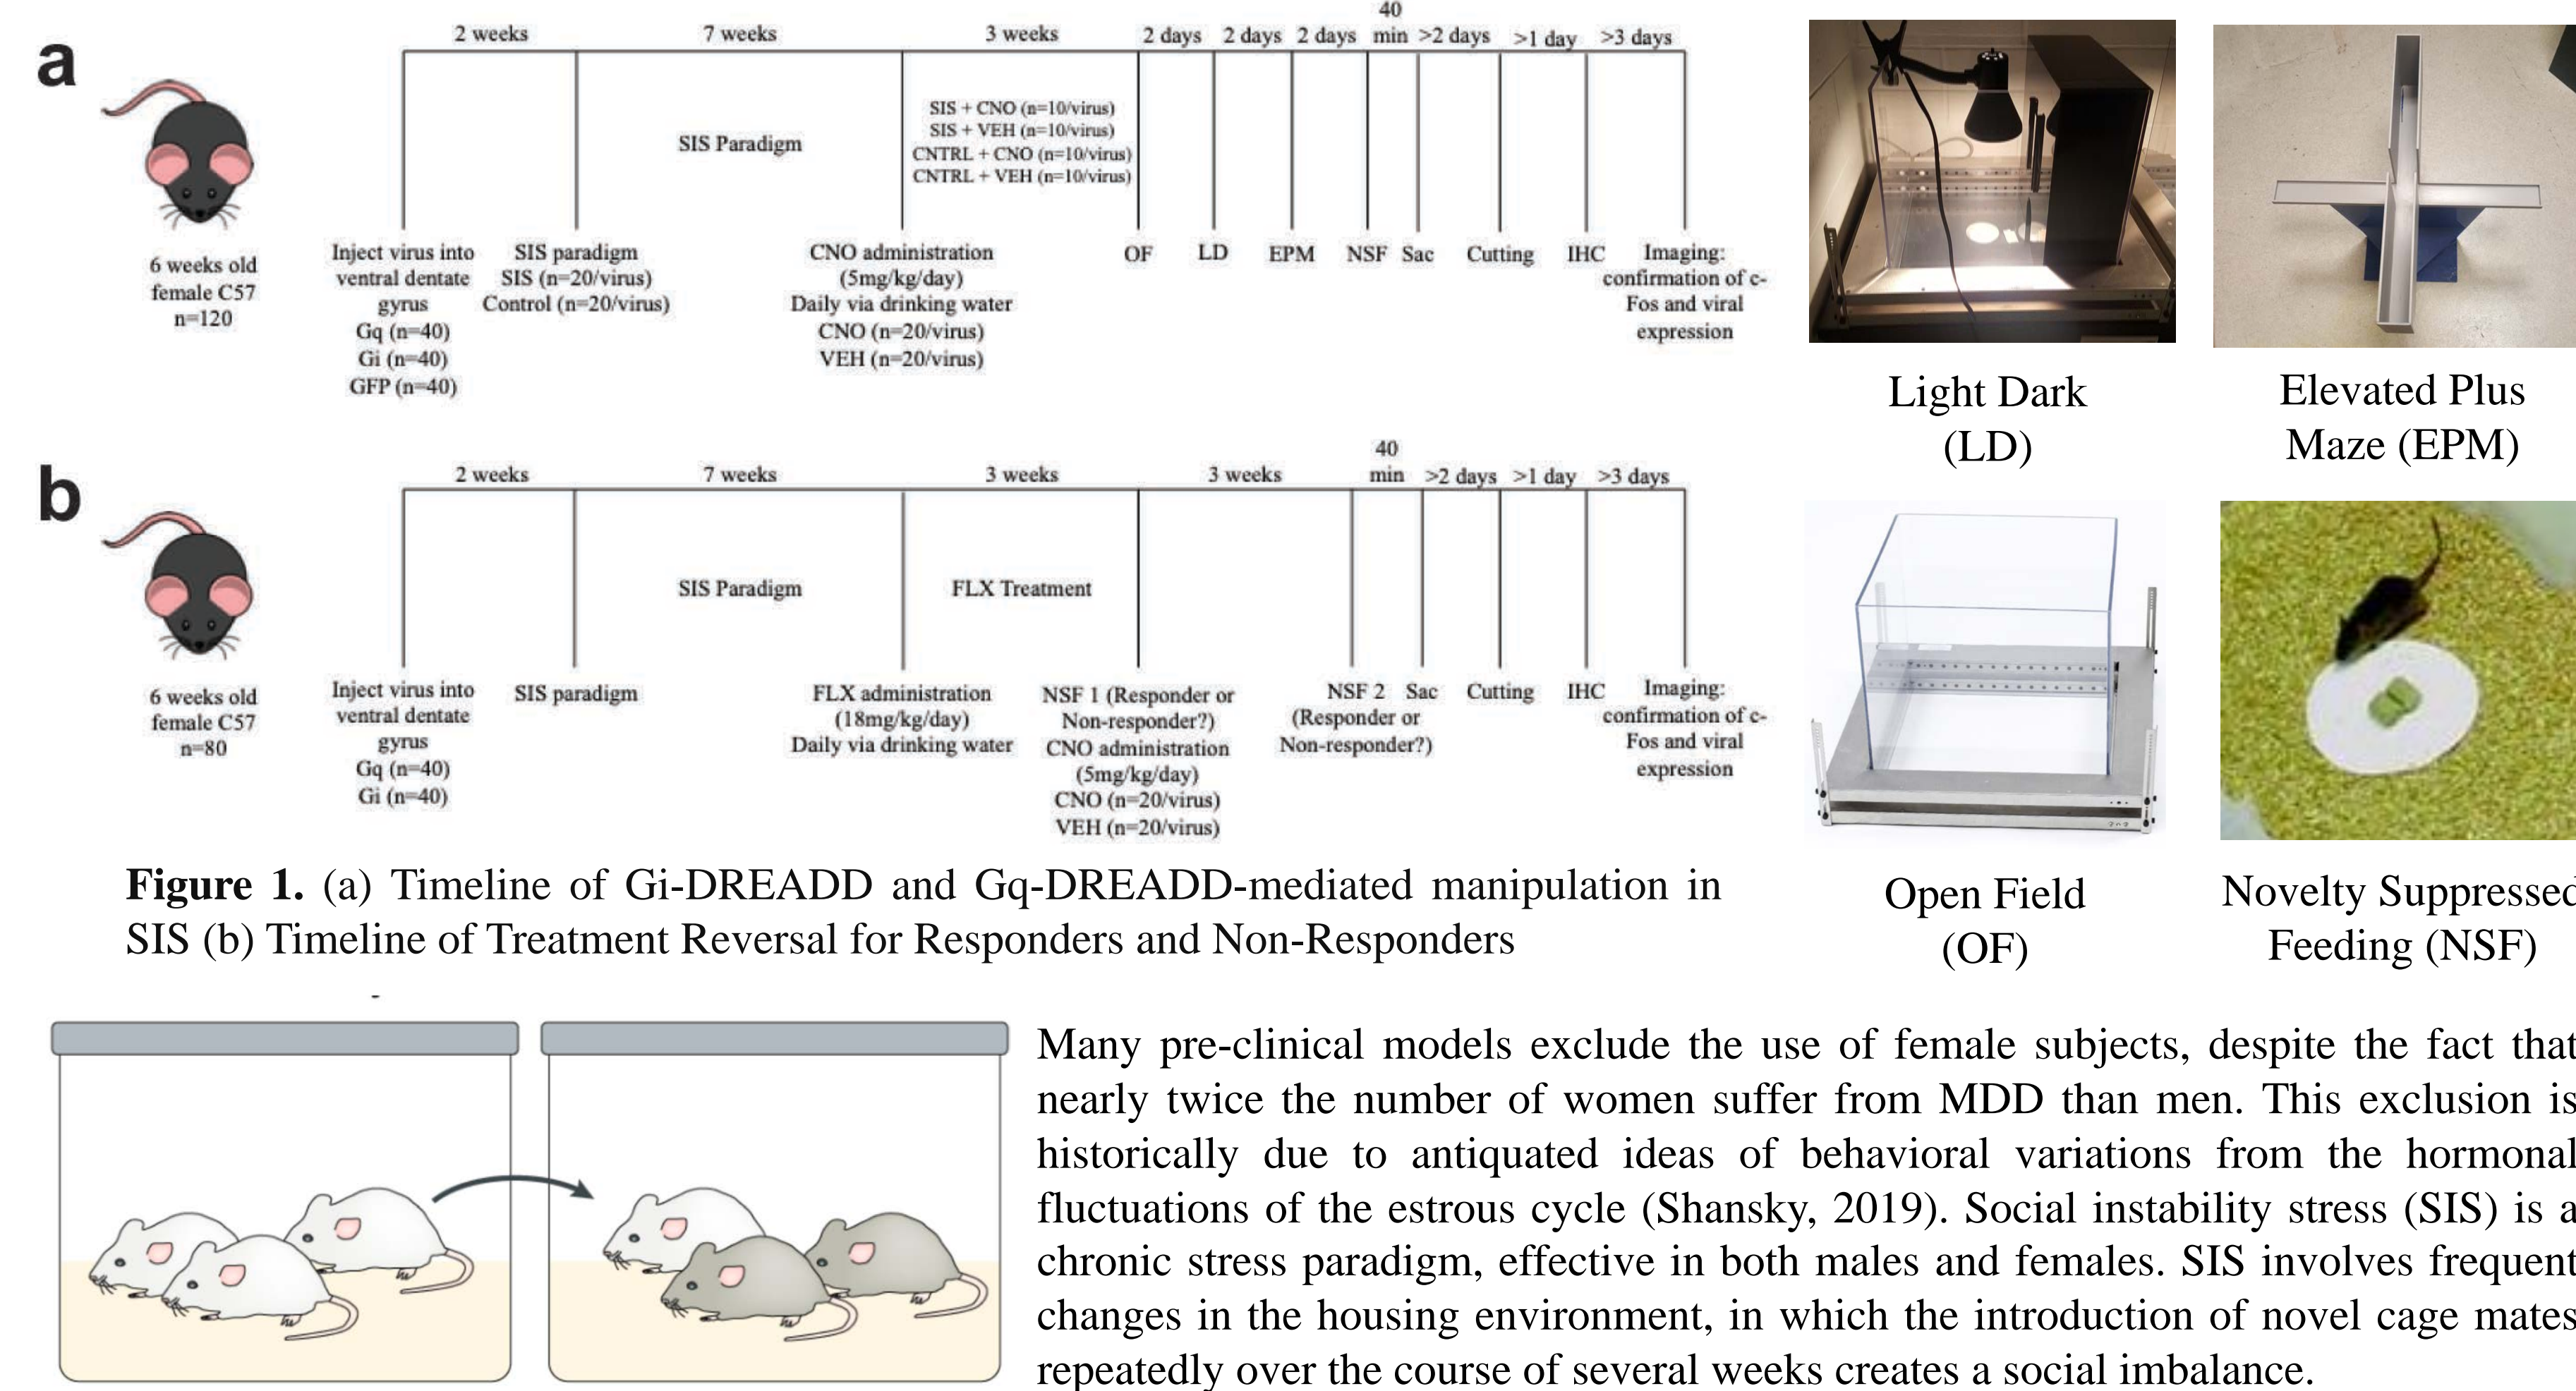 a
2 weeks
7 weeks
3 weeks
2 days
2 days
2 days
40
min
>2 days
>1 day
>3 days
SIS Paradigm
SIS + CNO (n=10/virus)
SIS + VEH (n=10/virus)
CNTRL + CNO (n=10/virus)
CNTRL + VEH (n=10/virus)
6 weeks old
female C57
n=120
Inject virus into
ventral dentate
gyrus
Gq (n=40)
Gi (n=40)
GFP (n=40)
SIS paradigm
SIS (n=20/virus)
Control (n=20/virus)
CNO administration
(5mg/kg/day)
Daily via drinking water
CNO (n=20/virus)
VEH (n=20/virus)
OF
LD
EPM
NSF
Sac
Cutting
IHC
Imaging:
confirmation of c-
Fos and viral
expression
Light Dark
(LD)
Elevated Plus
Maze (EPM)
b
2 weeks
7 weeks
3 weeks
3 weeks
40
min
>2 days
>1 day
>3 days
SIS Paradigm
FLX Treatment
6 weeks old
female C57
n=80
Inject virus into
ventral dentate
gyrus
Gq (n=40)
Gi (n=40)
SIS paradigm
FLX administration
(18mg/kg/day)
Daily via drinking water
NSF 1 (Responder or
Non-responder?)
CNO administration
(5mg/kg/day)
CNO (n=20/virus)
VEH (n=20/virus)
NSF 2
(Responder or
Non-responder?)
Sac
Cutting
IHC
Imaging:
confirmation of c-
Fos and viral
expression
Open Field
(OF)
Novelty Suppressed
Feeding (NSF)
Figure 1. (a) Timeline of Gi-DREADD and Gq-DREADD-mediated manipulation in
SIS (b) Timeline of Treatment Reversal for Responders and Non-Responders
Many pre-clinical models exclude the use of female subjects, despite the fact that
nearly twice the number of women suffer from MDD than men. This exclusion is
historically due to antiquated ideas of behavioral variations from the hormonal
fluctuations of the estrous cycle (Shansky, 2019). Social instability stress (SIS) is a
chronic stress paradigm, effective in both males and females. SIS involves frequent
changes in the housing environment, in which the introduction of novel cage mates
repeatedly over the course of several weeks creates a social imbalance.